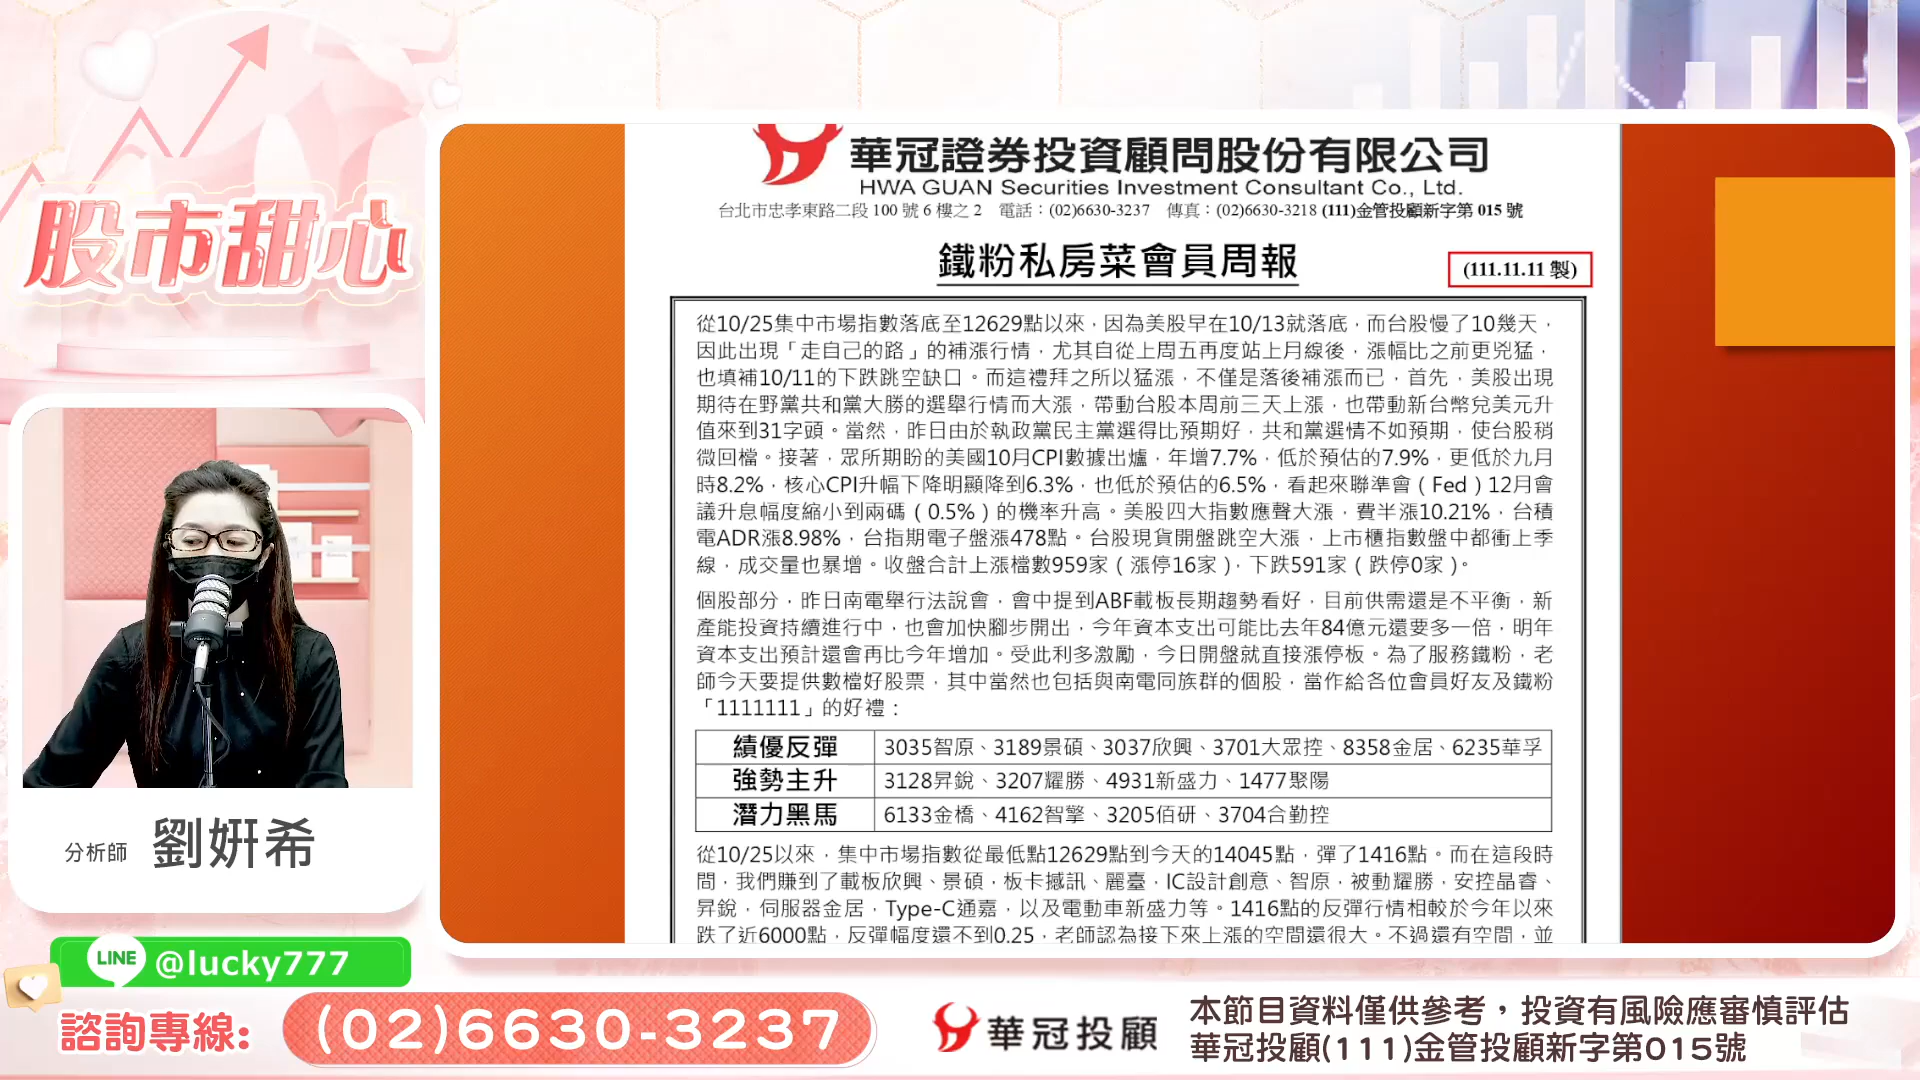 股市甜心
華冠證券投資顧問股份有限公司
HWA GUAN Securities Investment Consultant Co., Ltd.
台北市忠孝東路二段 100 號 6 樓之 2 電話：(02)6630-3237 傳真：(02)6630-3218 (111)金管投顧新字第 015 號
鐵粉私房菜會員周報
(111.11.11 製)
從10/25集中市場指數落底至12629點以來，因為美股早在10/13就落底，而台股慢了10幾天，
因此出現「走自己的路」的補漲行情，尤其自從上周五再度站上月線後，漲幅比之前更兇猛，
也填補10/11的下跌跳空缺口。而這禮拜之所以猛漲，不僅是落後補漲而已，首先，美股出現
期待在野黨共和黨大勝的選舉行情而大漲，帶動台股本周前三天上漲，也帶動新台幣兌美元升
值來到31字頭。當然，昨日由於執政黨民主黨選得比預期好，共和黨選情不如預期，使台股稍
微回檔。接著，眾所期盼的美國10月CPI數據出爐，年增7.7%，低於預估的7.9%，更低於九月
時8.2%，核心CPI升幅下降明顯降到6.3%，也低於預估的6.5%，看起來聯準會（Fed）12月會
議升息幅度縮小到兩碼（0.5%）的機率升高。美股四大指數應聲大漲，費半漲10.21%，台積
電ADR漲8.98%，台指期電子盤漲478點。台股現貨開盤跳空大漲，上市櫃指數盤中都衝上季
線，成交量也暴增。收盤合計上漲檔數959家（漲停16家），下跌591家（跌停0家）。
個股部分，昨日南電舉行法說會，會中提到ABF載板長期趨勢看好，目前供需還是不平衡，新
產能投資持續進行中，也會加快腳步開出，今年資本支出可能比去年84億元還要多一倍，明年
資本支出預計還會再比今年增加。受此利多激勵，今日開盤就直接漲停板。為了服務鐵粉，老
師今天要提供數檔好股票，其中當然也包括與南電同族群的個股，當作給各位會員好友及鐵粉
「1111111」的好禮：
績優反彈 3035智原、3189景碩、3037欣興、3701大眾控、8358金居、6235華孚
強勢主升 3128昇銳、3207耀勝、4931新盛力、1477聚陽
潛力黑馬 6133金橋、4162智擎、3205佰研、3704合勤控
從10/25以來，集中市場指數從最低點12629點到今天的14045點，彈了1416點。而在這段時
間，我們賺到了載板欣興、景碩，板卡撼訊、麗臺，IC設計創意、智原，被動耀勝，安控晶睿、
昇銳，伺服器金居，Type-C通嘉，以及電動車新盛力等。1416點的反彈行情相較於今年以來
跌了近6000點，反彈幅度還不到0.25，老師認為接下來上漲的空間還很大。不過還有空間，並
分析師 劉妍希
LINE @lucky777
諮詢專線: (02)6630-3237
華冠投顧
本節目資料僅供參考，投資有風險應審慎評估
華冠投顧(111)金管投顧新字第015號